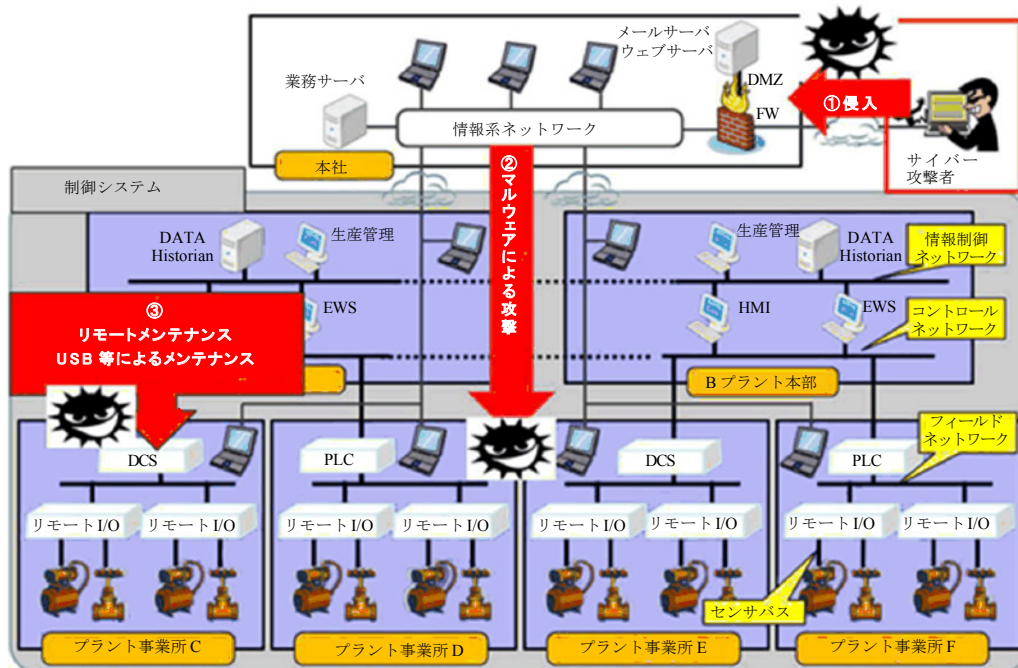 メールサーバ
ウェブサーバ
業務サーバ
DMZ
FW
①侵入
情報系ネットワーク
本社
サイバー
攻撃者
制御システム
②マルウェアによる攻撃
DATA
Historian
生産管理
生産管理
DATA
Historian
情報制御
ネットワーク
EWS
HMI
EWS
コントロール
ネットワーク
③
リモートメンテナンス
USB 等によるメンテナンス
B プラント本部
フィールド
ネットワーク
DCS
PLC
DCS
PLC
リモート I/O
リモート I/O
リモート I/O
リモート I/O
リモート I/O
リモート I/O
リモート I/O
リモート I/O
センサバス
プラント事業所 C
プラント事業所 D
プラント事業所 E
プラント事業所 F